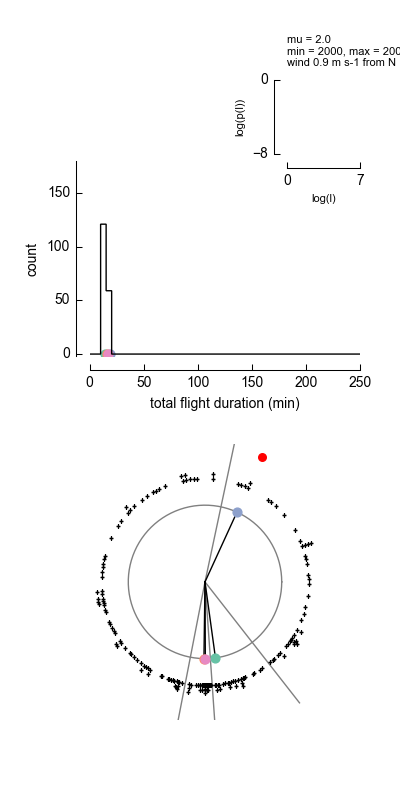 mu = 2.0
min = 2000, max = 200
wind 0.9 m s-1 from N
0
log(p(l))
−8
0
7
log(l)
150
100
50
0
count
0
50
100
150
200
250
total flight duration (min)